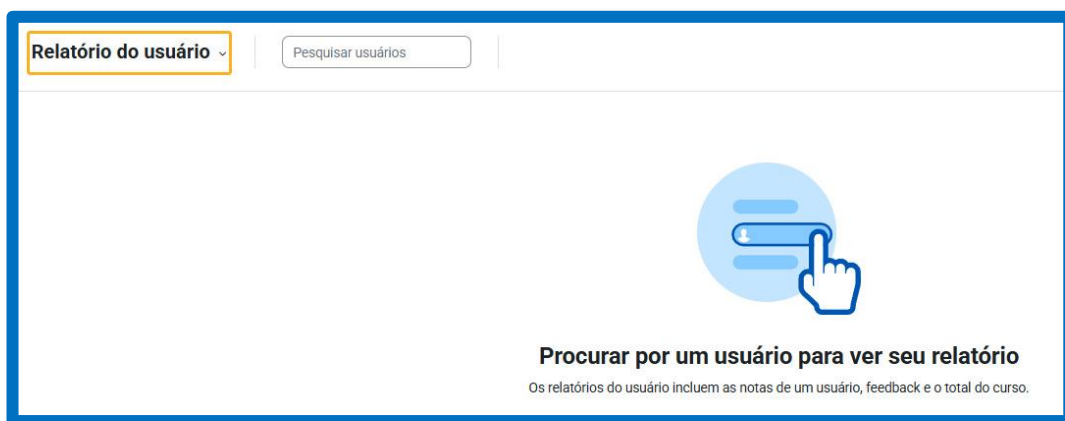 Relatório do usuário
Pesquisar usuários
Procurar por um usuário para ver seu relatório
Os relatórios do usuário incluem as notas de um usuário, feedback e o total do curso.